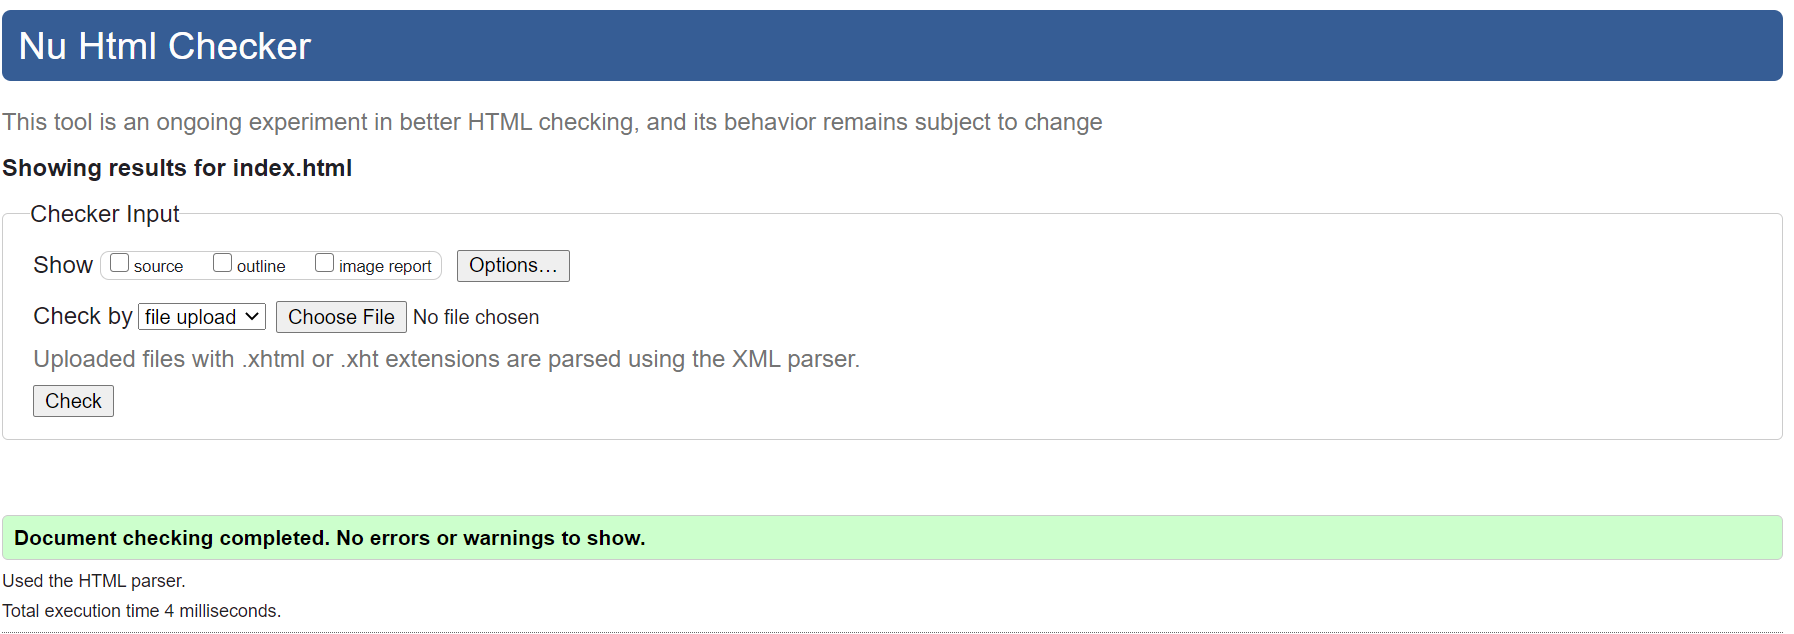 Nu Html Checker
This tool is an ongoing experiment in better HTML checking, and its behavior remains subject to change
Showing results for index.html
Checker Input
Show source outline image report Options...
Check by file upload Choose File No file chosen
Uploaded files with .xhtml or .xht extensions are parsed using the XML parser.
Check
Document checking completed. No errors or warnings to show.
Used the HTML parser.
Total execution time 4 milliseconds.